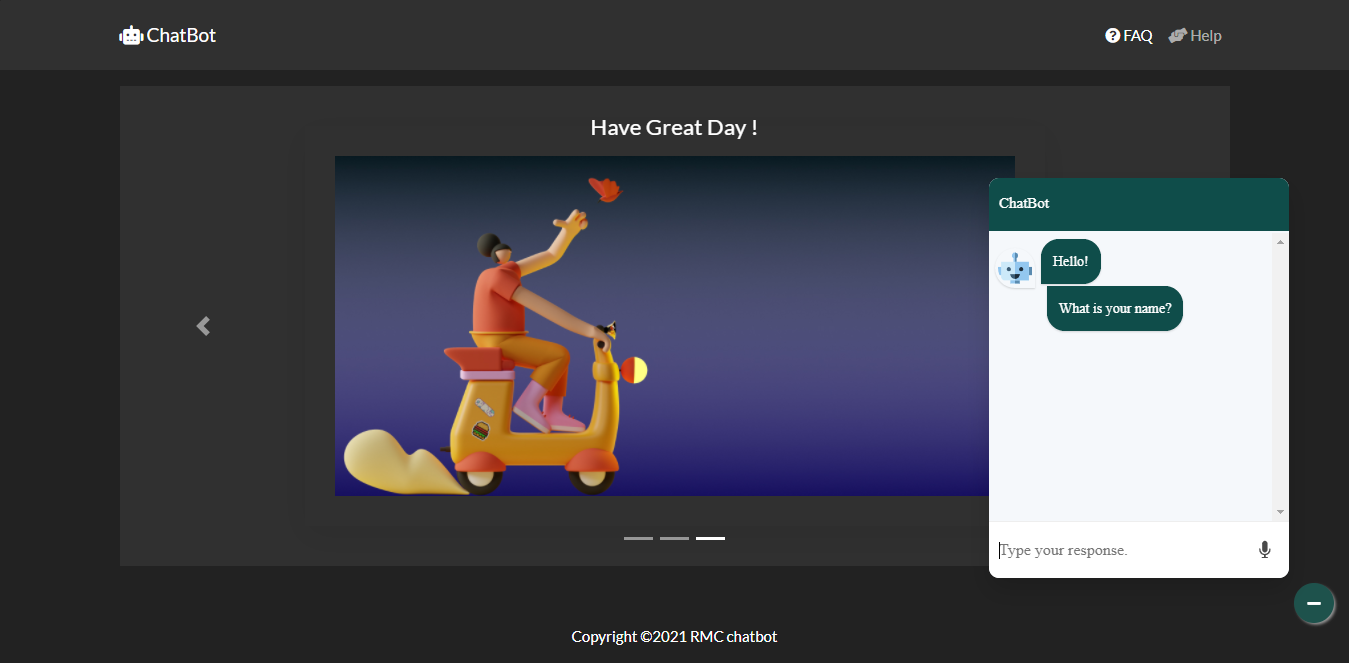 ChatBot
FAQ
Help
Have Great Day !
ChatBot
Hello!
What is your name?
Type your response.
Copyright ©2021 RMC chatbot